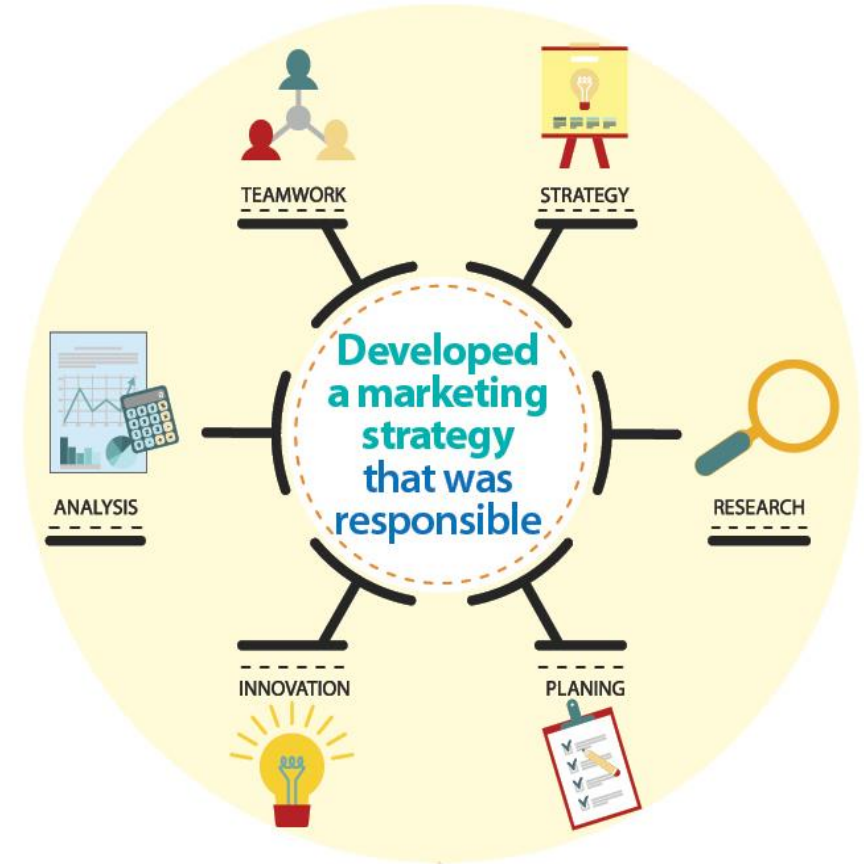 TEAMWORK
STRATEGY
Developed
a marketing
strategy
that was
responsible
ANALYSIS
RESEARCH
INNOVATION
PLANING